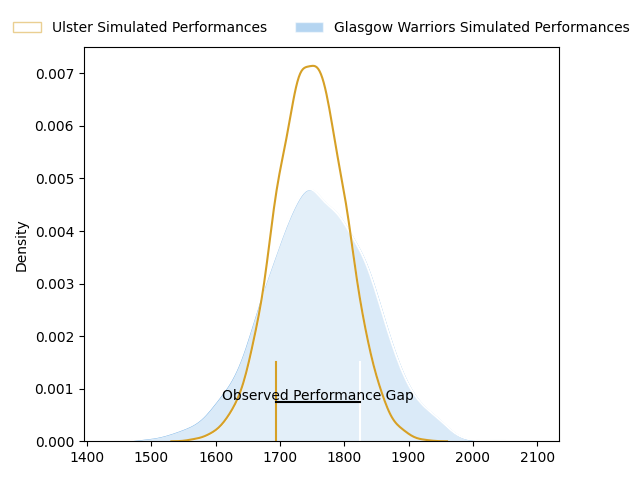 Ulster Simulated Performances Glasgow Warriors Simulated Performances
0.007
0.006
0.005
0.004
0.003
0.002
0.001
0.000
Density
Observed Performance Gap
1400 1500 1600 1700 1800 1900 2000 2100